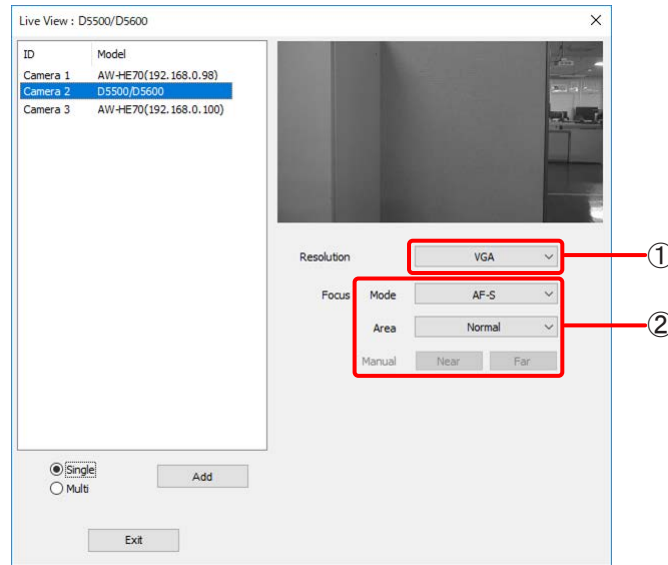 Live View : D5500/D5600
ID Model
Camera 1 AW-HE70(192.168.0.98)
Camera 2 D5500/D5600
Camera 3 AW-HE70(192.168.0.100)
Resolution VGA
①
Focus Mode AF-S
Area Normal
②
Manual Near Far
Single
Multi
Add
Exit